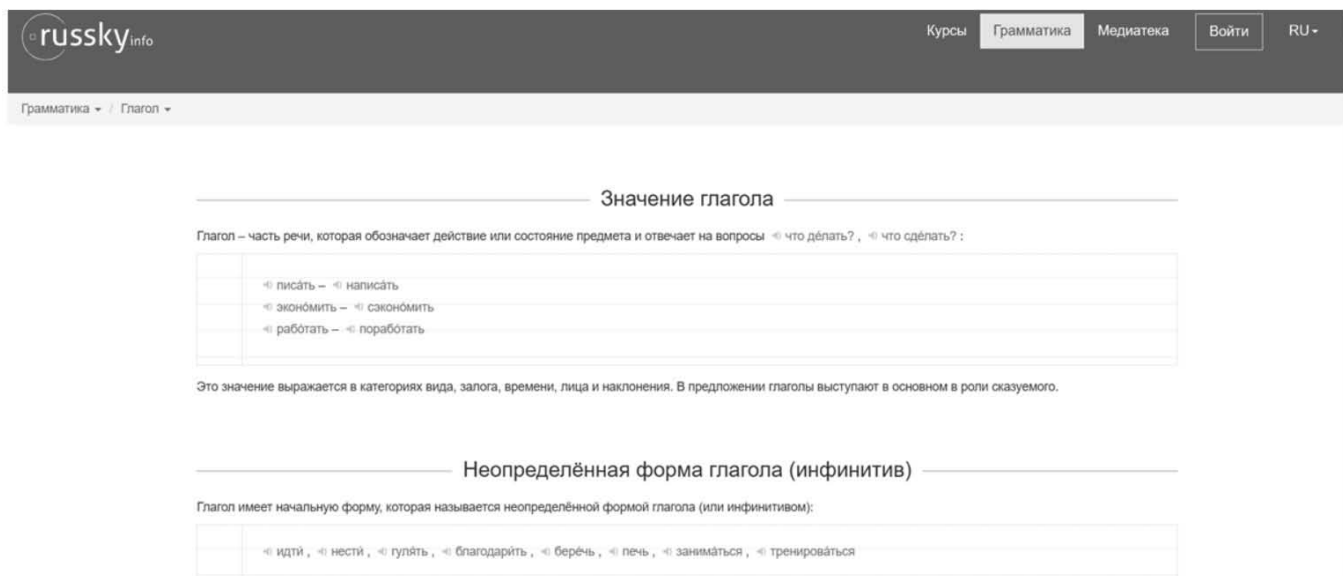 russky info
Курсы Грамматика Медиатека Войти RU
Грамматика / Глагол
Значение глагола
Глагол – часть речи, которая обозначает действие или состояние предмета и отвечает на вопросы что де́лать? , что сде́лать? :
писа́ть – написа́ть
эконо́мить – сэконо́мить
рабо́тать – порабо́тать
Это значение выражается в категориях вида, залога, времени, лица и наклонения. В предложении глаголы выступают в основном в роли сказуемого.
Неопределённая форма глагола (инфинитив)
Глагол имеет начальную форму, которая называется неопределённой формой глагола (или инфинитивом):
идти́ , нести́ , гуля́ть , благодари́ть , бере́чь , печь , занима́ться , тренирова́ться